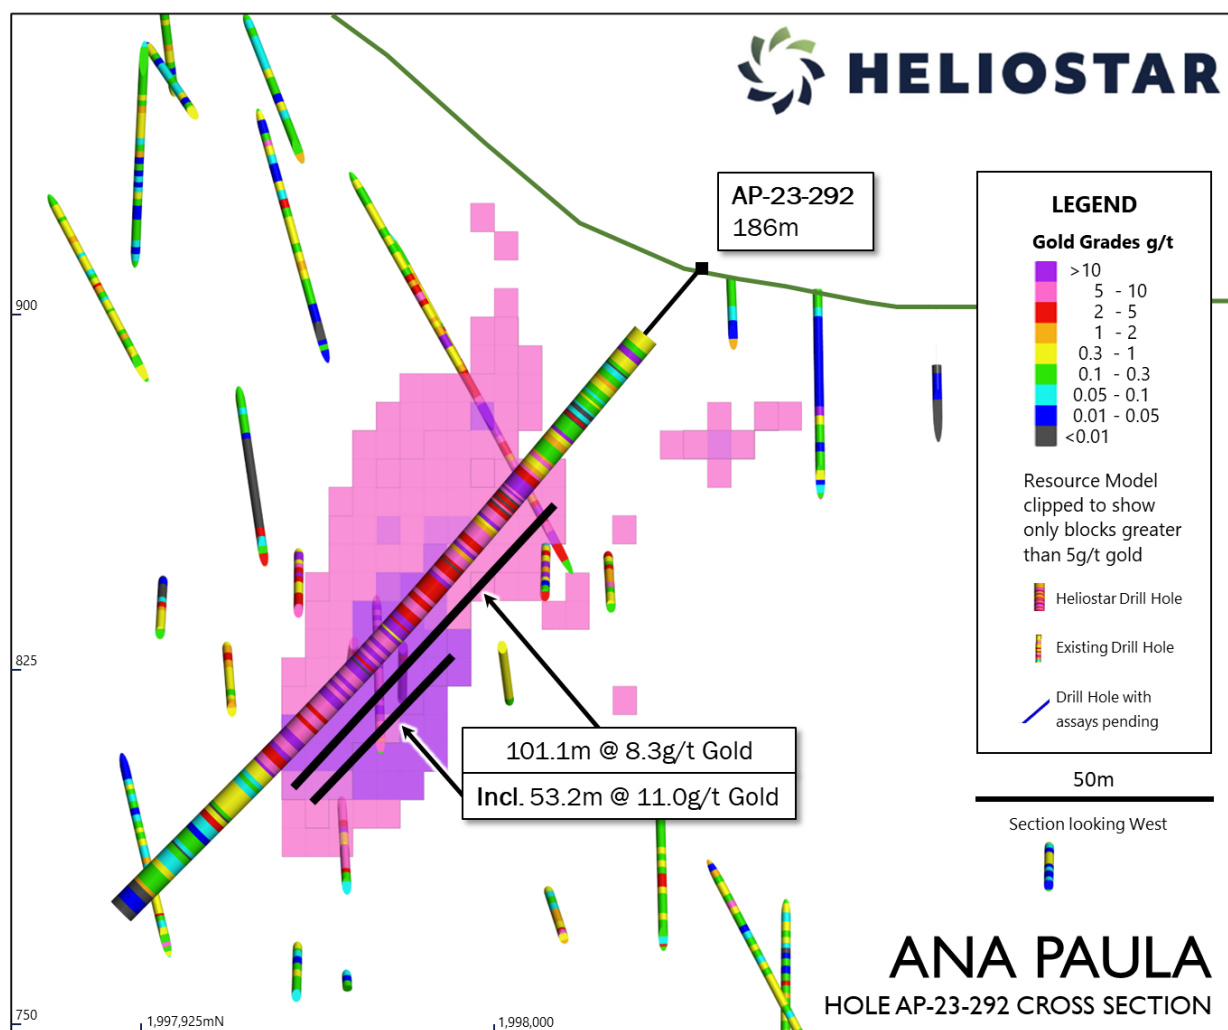 HELIOSTAR
AP-23-292
186m
LEGEND
Gold Grades g/t
>10
5 - 10
2 - 5
1 - 2
0.3 - 1
0.1 - 0.3
0.05 - 0.1
0.01 - 0.05
<0.01
Resource Model
clipped to show
only blocks greater
than 5g/t gold
Heliostar Drill Hole
Existing Drill Hole
Drill Hole with
assays pending
900
825
750
101.1m @ 8.3g/t Gold
Incl. 53.2m @ 11.0g/t Gold
50m
Section looking West
ANA PAULA
HOLE AP-23-292 CROSS SECTION
1,997,925mN
1,998,000